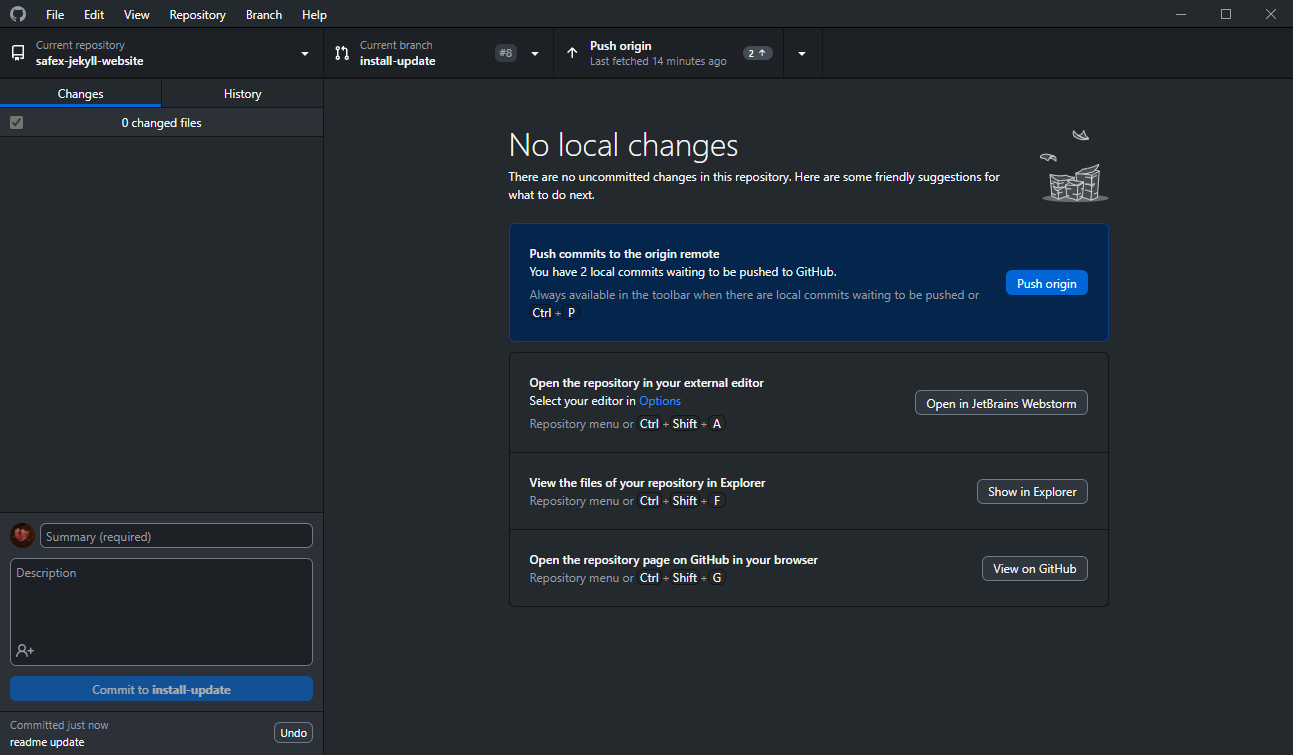 File Edit View Repository Branch Help
Current repository
safex-jekyll-website
Current branch
install-update
#8
Push origin
Last fetched 14 minutes ago
2
Changes
History
0 changed files
No local changes
There are no uncommitted changes in this repository. Here are some friendly suggestions for
what to do next.
Push commits to the origin remote
You have 2 local commits waiting to be pushed to GitHub.
Always available in the toolbar when there are local commits waiting to be pushed or
Ctrl + P
Push origin
Open the repository in your external editor
Select your editor in Options
Repository menu or Ctrl + Shift + A
Open in JetBrains Webstorm
View the files of your repository in Explorer
Repository menu or Ctrl + Shift + F
Show in Explorer
Open the repository page on GitHub in your browser
Repository menu or Ctrl + Shift + G
View on GitHub
Summary (required)
Description
Commit to install-update
Committed just now
readme update
Undo